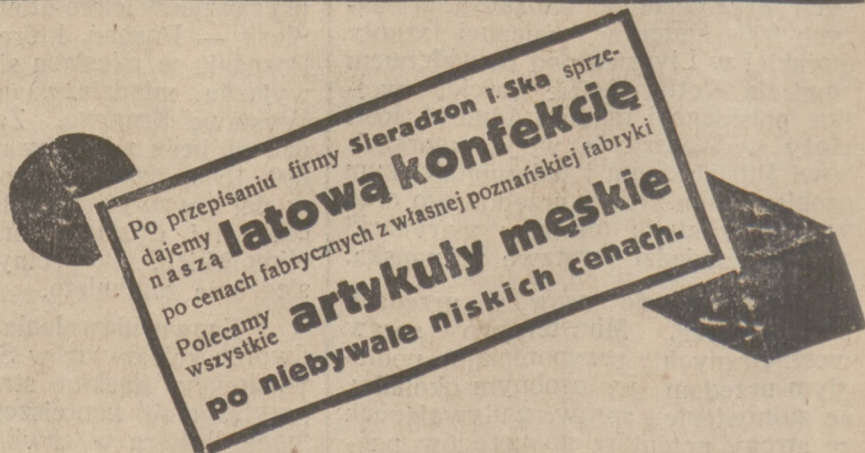 Po przepisaniu firmy Sieradzon i Ska sprze-
dajemy
naszą latową konfekcję
po cenach fabrycznych z własnej poznańskiej fabryki
Polecamy
wszystkie artykuły męskie
po niebywale niskich cenach.